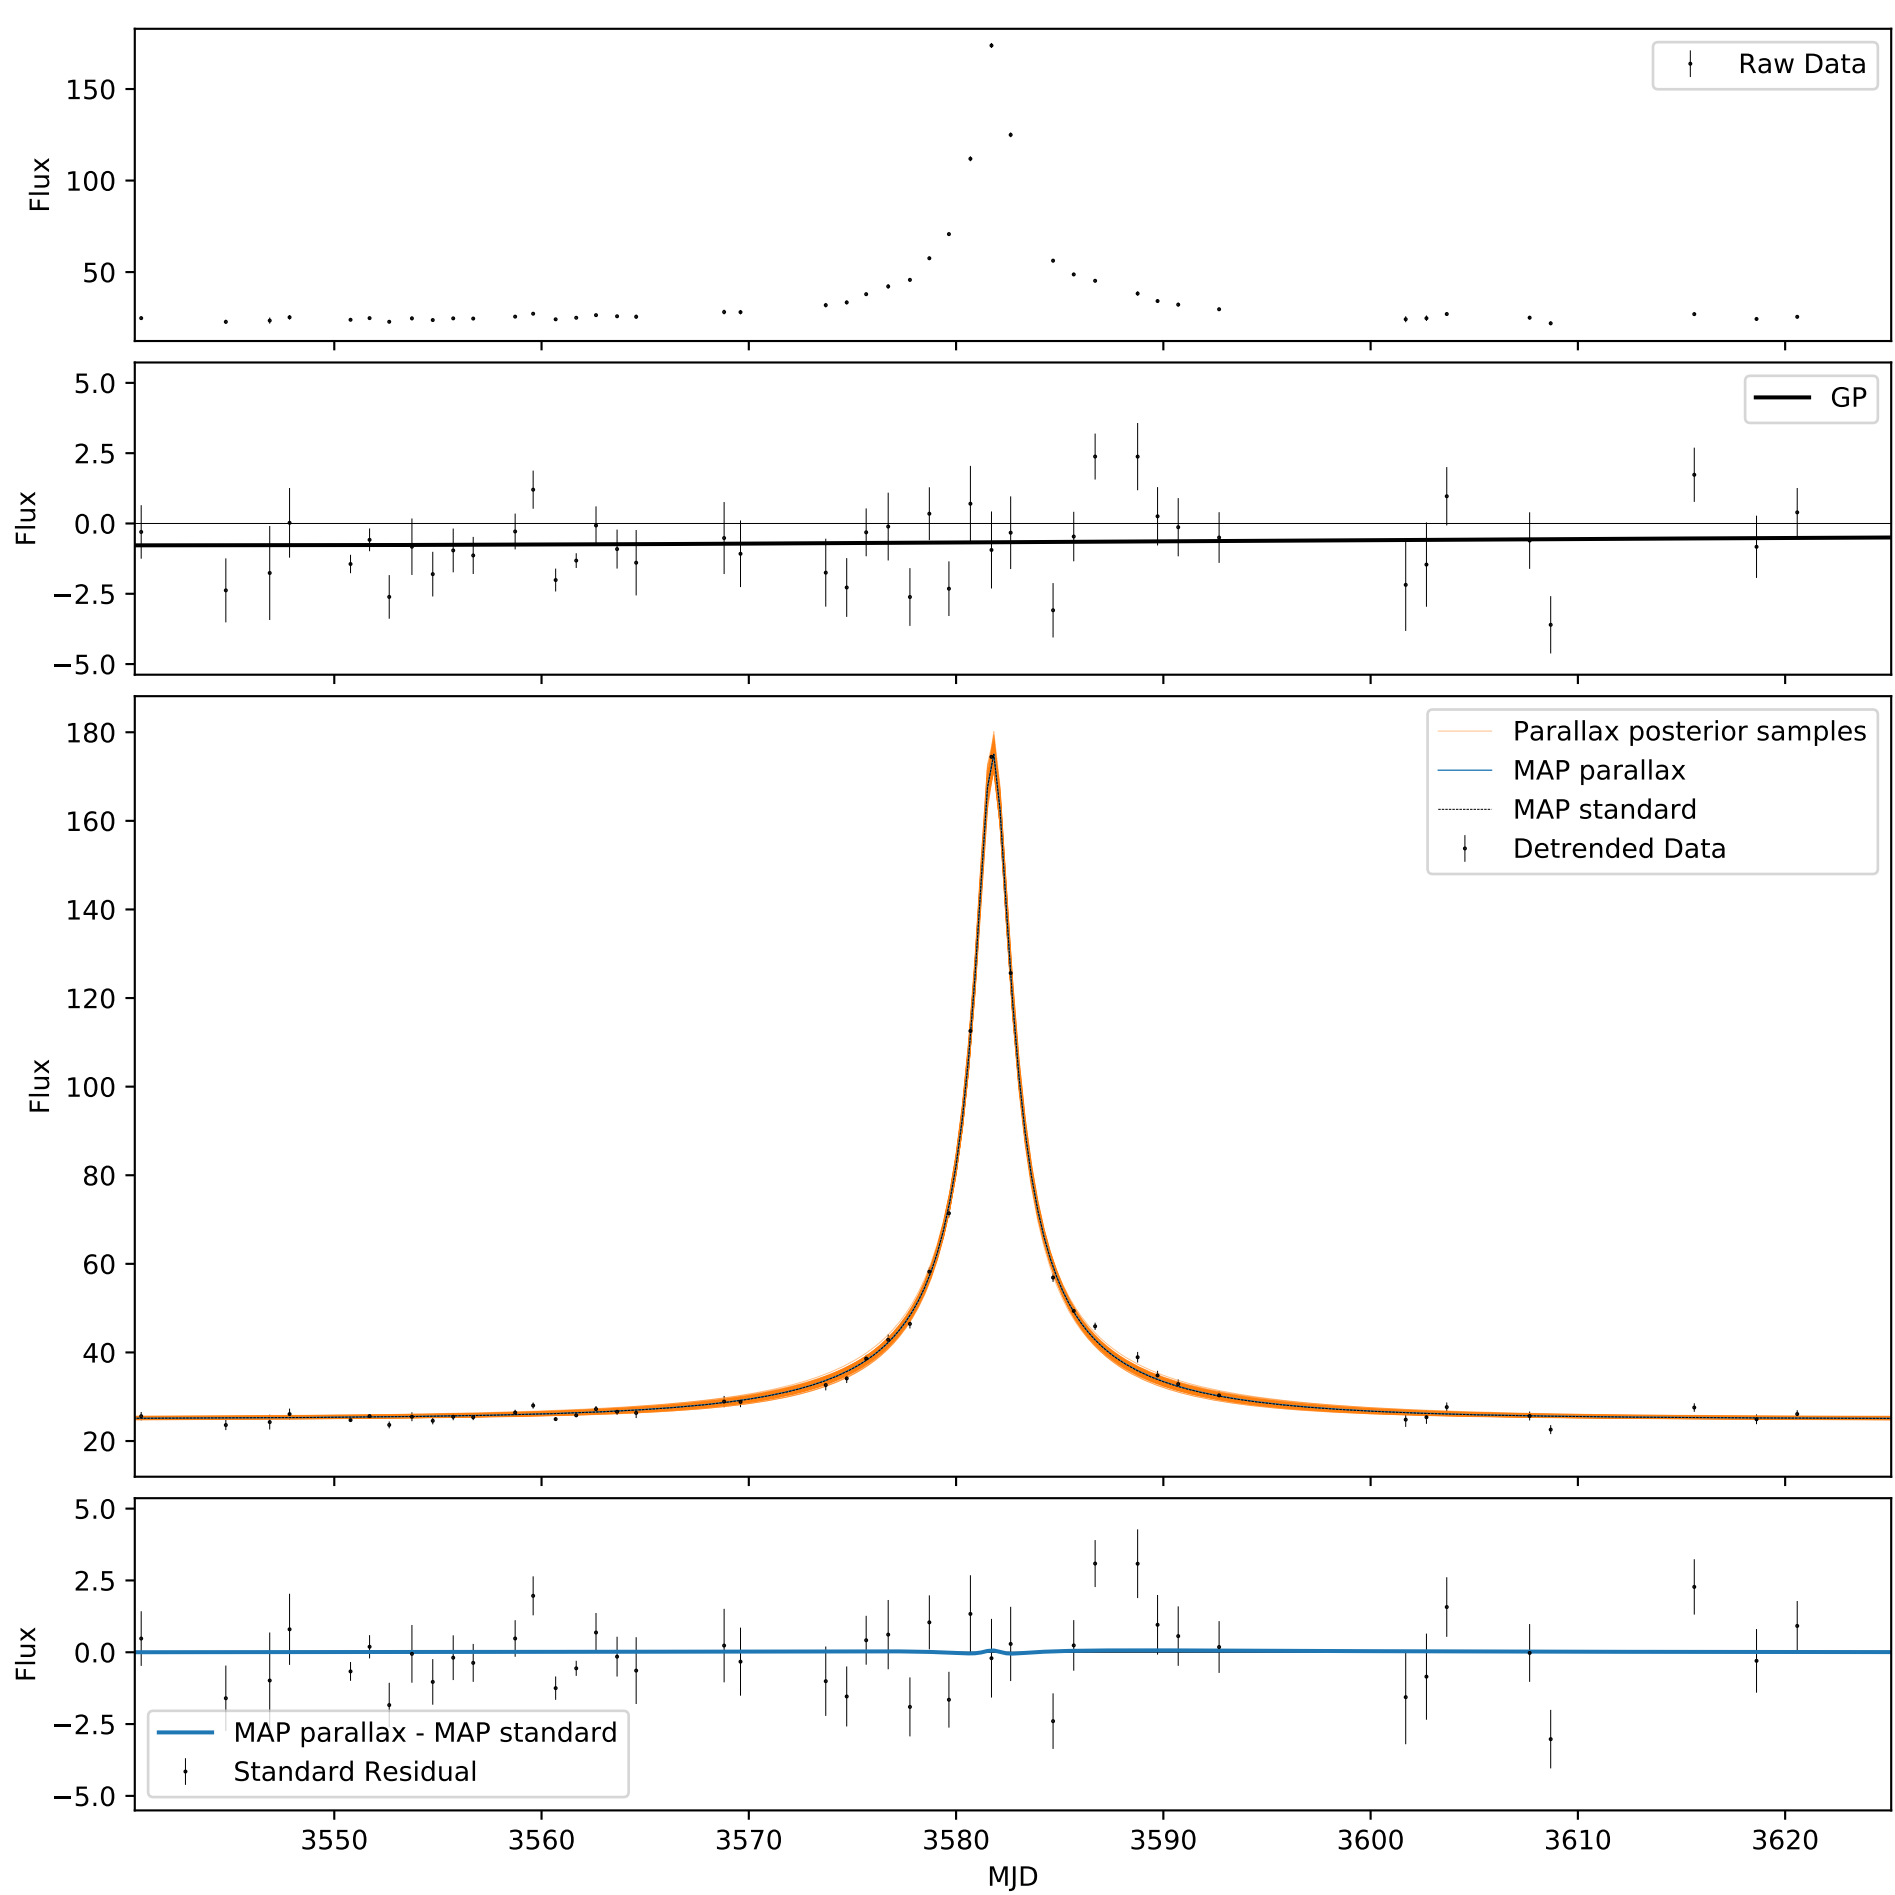 Flux
150
100
50
Raw Data
Flux
5.0
2.5
0.0
−2.5
−5.0
GP
Flux
180
160
140
120
100
80
60
40
20
Parallax posterior samples
MAP parallax
MAP standard
Detrended Data
Flux
5.0
2.5
0.0
−2.5
−5.0
MAP parallax - MAP standard
Standard Residual
3550 3560 3570 3580 3590 3600 3610 3620
MJD